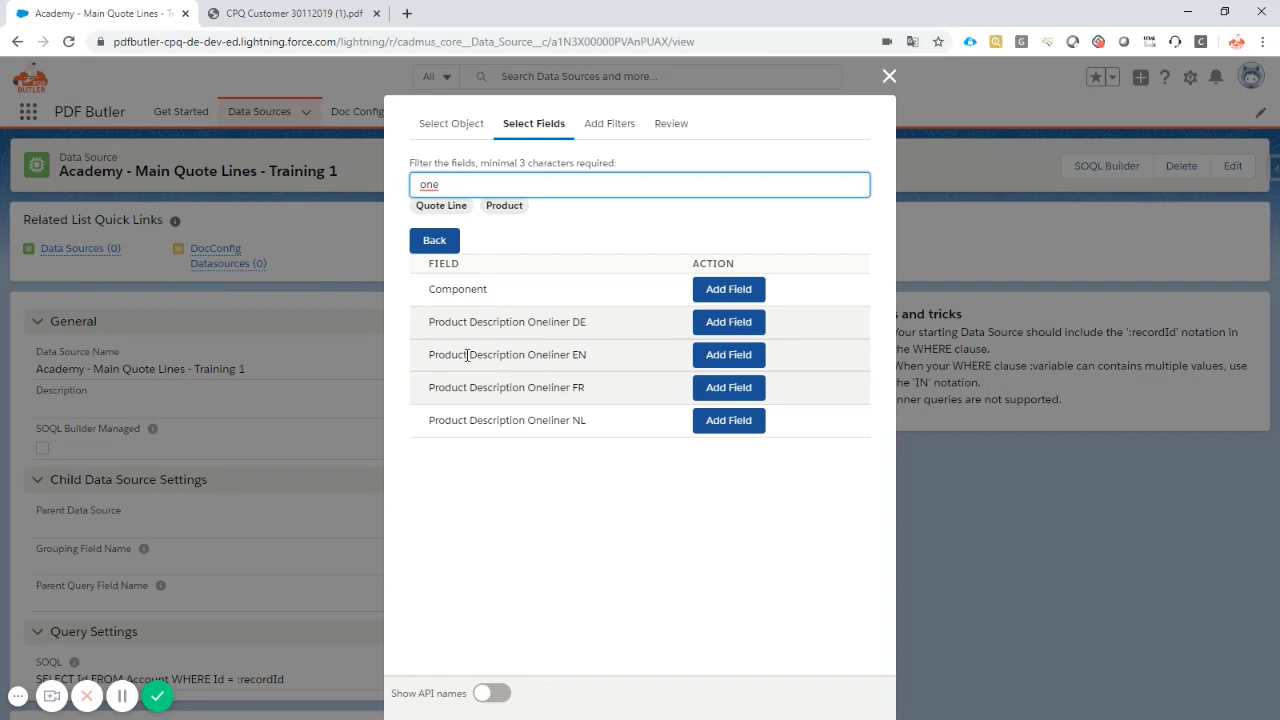 Academy - Main Quote Lines - T
CPQ Customer 30112019 (1).pdf
pdfbutler-cpq-de-dev-ed.lightning.force.com/lightning/r/cadmus_core__Data_Source__c/a1N3X00000PVAnPUAX/view
BUTLER
All
Search Data Sources and more...
PDF Butler
Get Started
Data Sources
Doc Config
Data Source
Academy - Main Quote Lines - Training 1
SOQL Builder
Delete
Edit
Related List Quick Links
Data Sources (0)
DocConfig
Datasources (0)
General
Data Source Name
Academy - Main Quote Lines - Training 1
Description
SOQL Builder Managed
Child Data Source Settings
Parent Data Source
Grouping Field Name
Parent Query Field Name
Query Settings
SOQL
SELECT Id FROM Account WHERE Id = :recordId
Select Object
Select Fields
Add Filters
Review
Filter the fields, minimal 3 characters required:
one
Quote Line
Product
Back
FIELD ACTION
Component Add Field
Product Description Oneliner DE Add Field
Product Description Oneliner EN Add Field
Product Description Oneliner FR Add Field
Product Description Oneliner NL Add Field
Show API names
s and tricks
Your starting Data Source should include the ':recordId' notation in
the WHERE clause.
When your WHERE clause :variable can contains multiple values, use
the 'IN' notation.
nner queries are not supported.